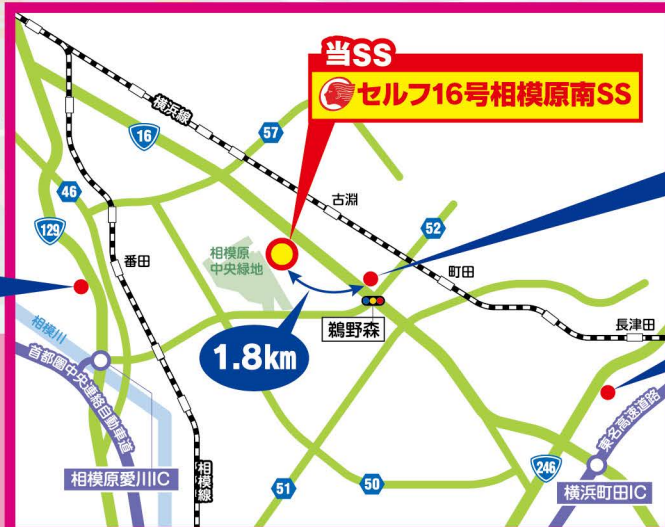 当SS
セルフ16号相模原南SS
横浜線
16
57
46
129
古淵
52
番田
相模原
中央緑地
町田
鵜野森
長津田
1.8km
相模川
首都圏中央連絡自動車道
東名高速道路
相模原愛川IC
相模線
51
50
246
横浜町田IC